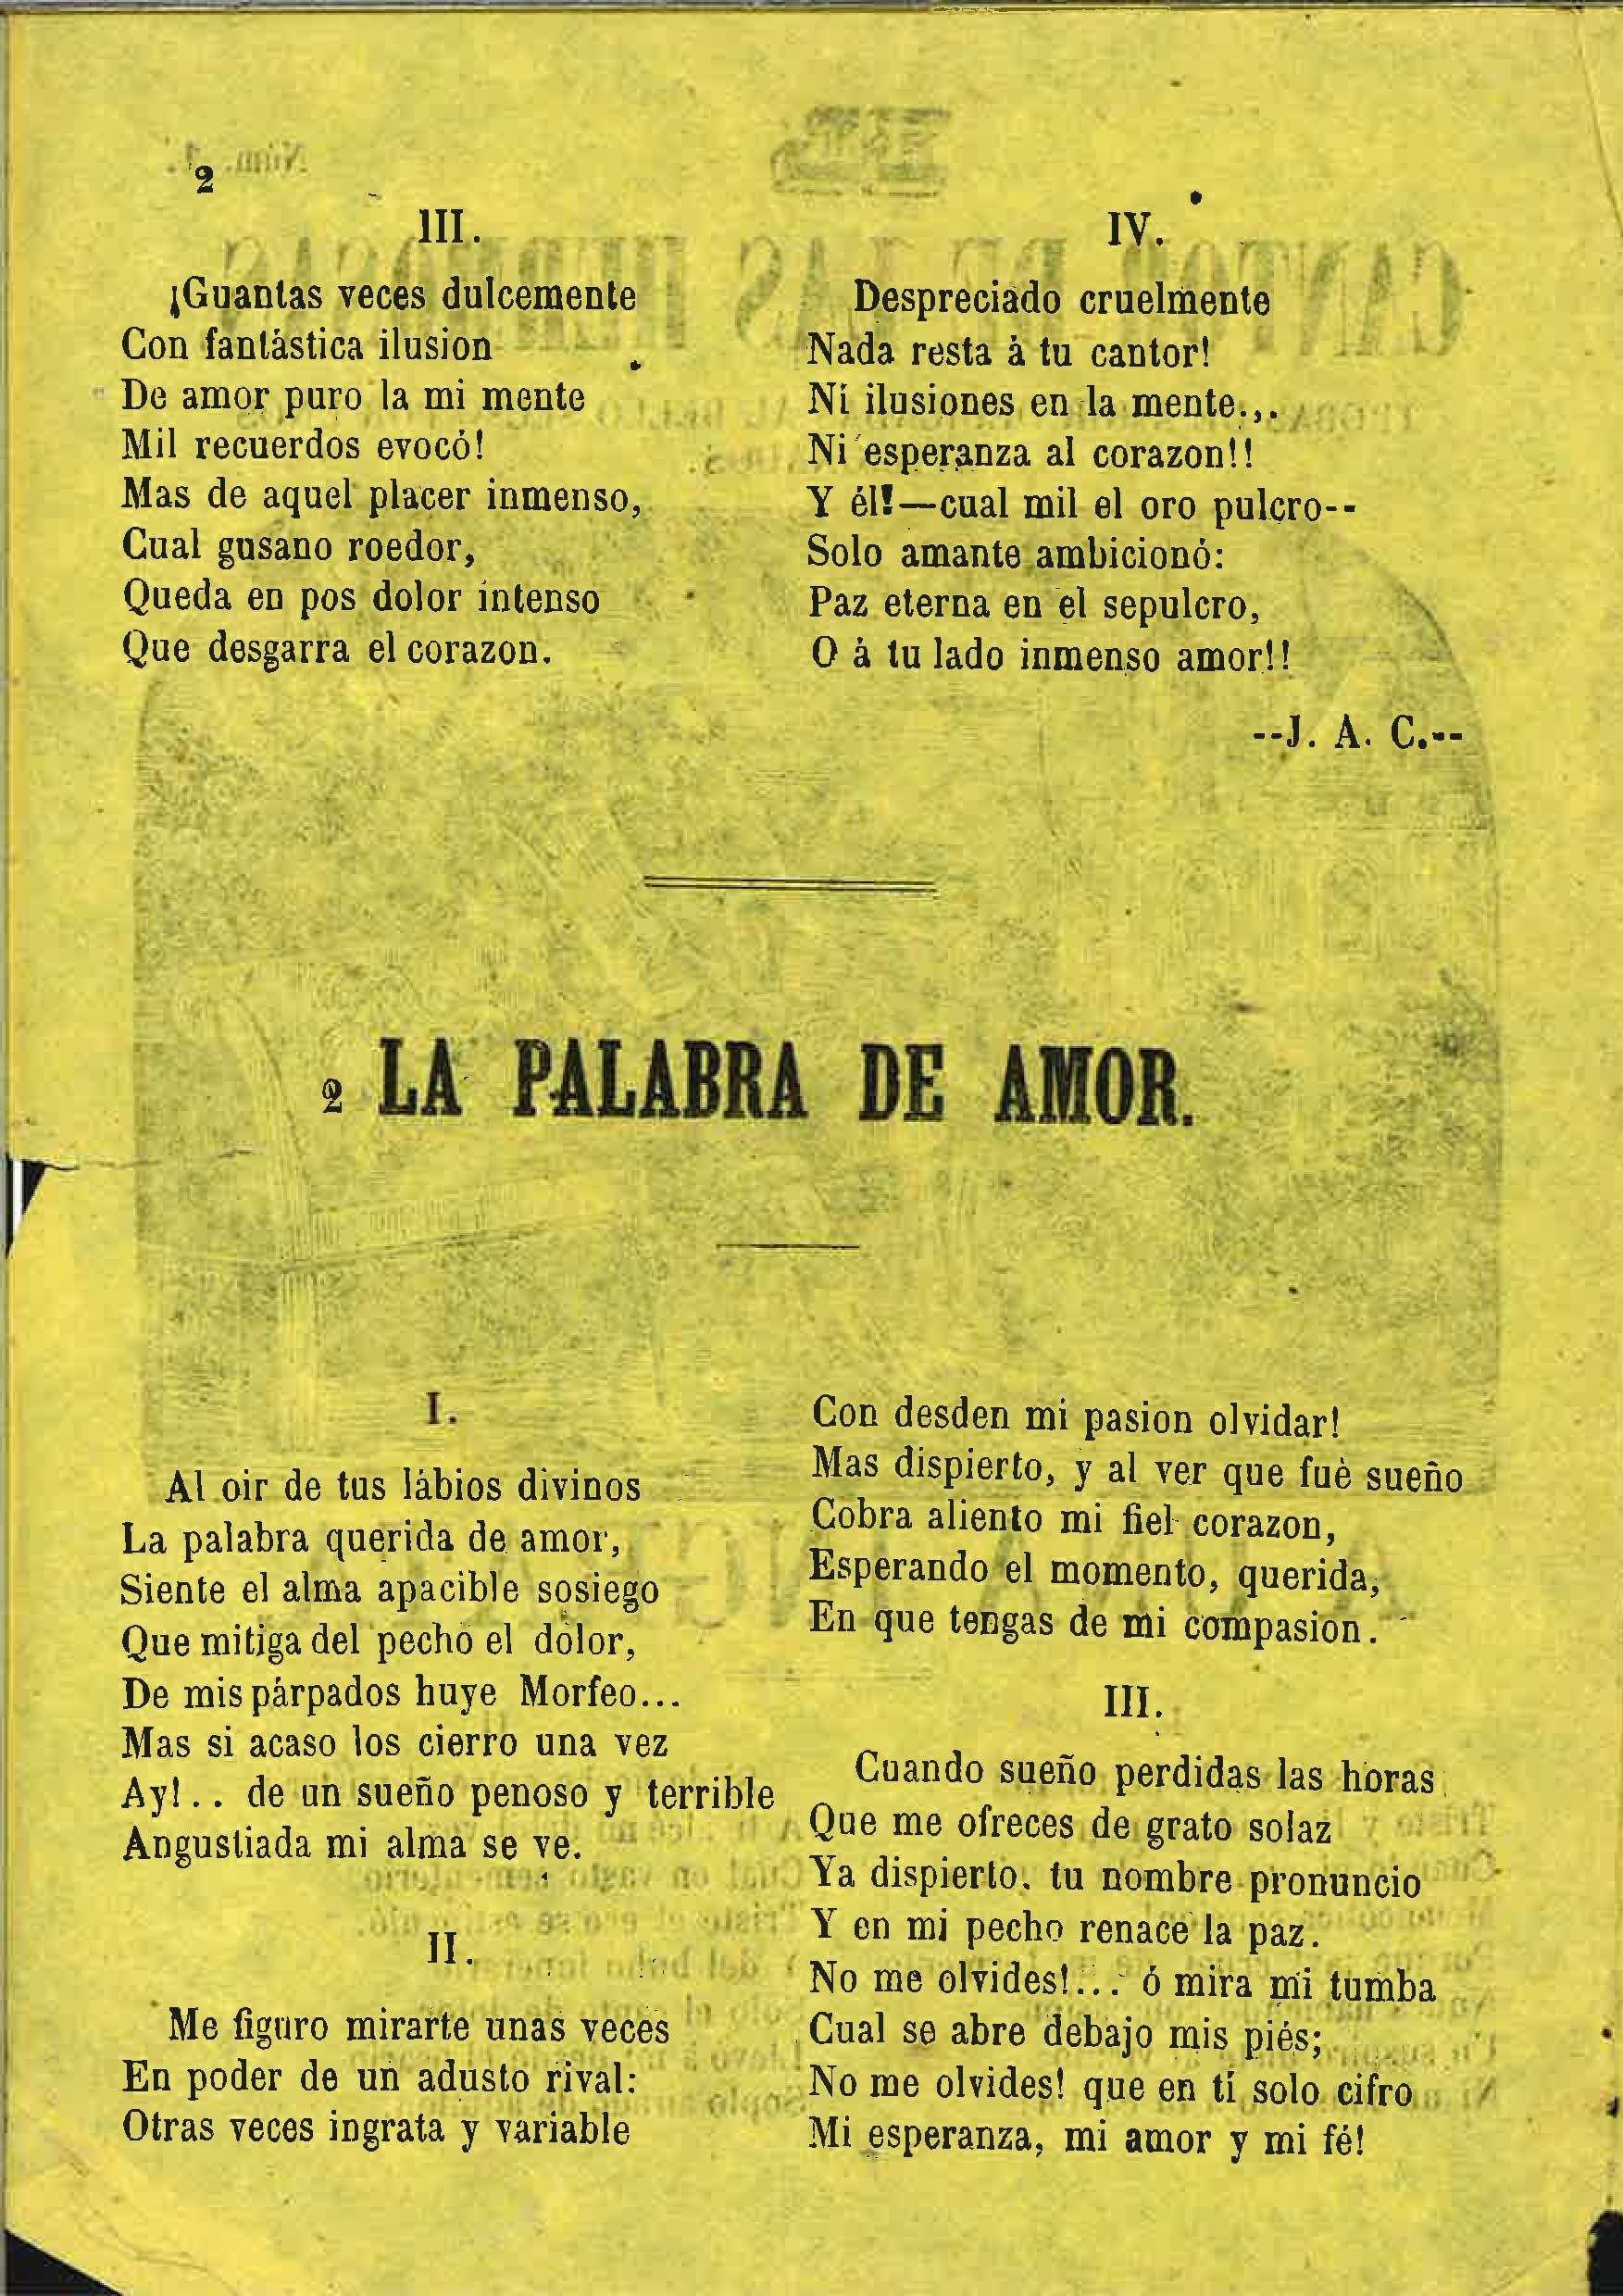 2
III.
¡Guantas veces dulcemente
Con fantástica ilusion
De amor puro la mi mente
Mil recuerdos evocó!
Mas de aquel placer inmenso,
Cual gusano roedor,
Queda en pos dolor intenso
Que desgarra el corazon.
IV.
Despreciado cruelmente
Nada resta à tu cantor!
Ni ilusiones en la mente.,.
Ni esperanza al corazon!!
Y él!—cual mil el oro pulcro--
Solo amante ambicionó:
Paz eterna en el sepulcro,
O à tu lado inmenso amor!!
--J. A. C.--
2 LA PALABRA DE AMOR.
I.
Al oir de tus lábios divinos
La palabra querida de amor,
Siente el alma apacible sosiego
Que mitiga del pecho el dolor,
De mis párpados huye Morfeo...
Mas si acaso los cierro una vez
Ay!.. de un sueño penoso y terrible
Angustiada mi alma se ve.
II.
Me figuro mirarte unas veces
En poder de un adusto rival:
Otras veces ingrata y variable
Con desden mi pasion olvidar!
Mas dispierto, y al ver que fuè sueño
Cobra aliento mi fiel corazon,
Esperando el momento, querida,
En que tengas de mi compasion.
III.
Cuando sueño perdidas las horas
Que me ofreces de grato solaz
Ya dispierto. tu nombre pronuncio
Y en mi pecho renace la paz.
No me olvides!... ó mira mi tumba
Cual se abre debajo mis piés;
No me olvides! que en tí solo cifro
Mi esperanza, mi amor y mi fé!